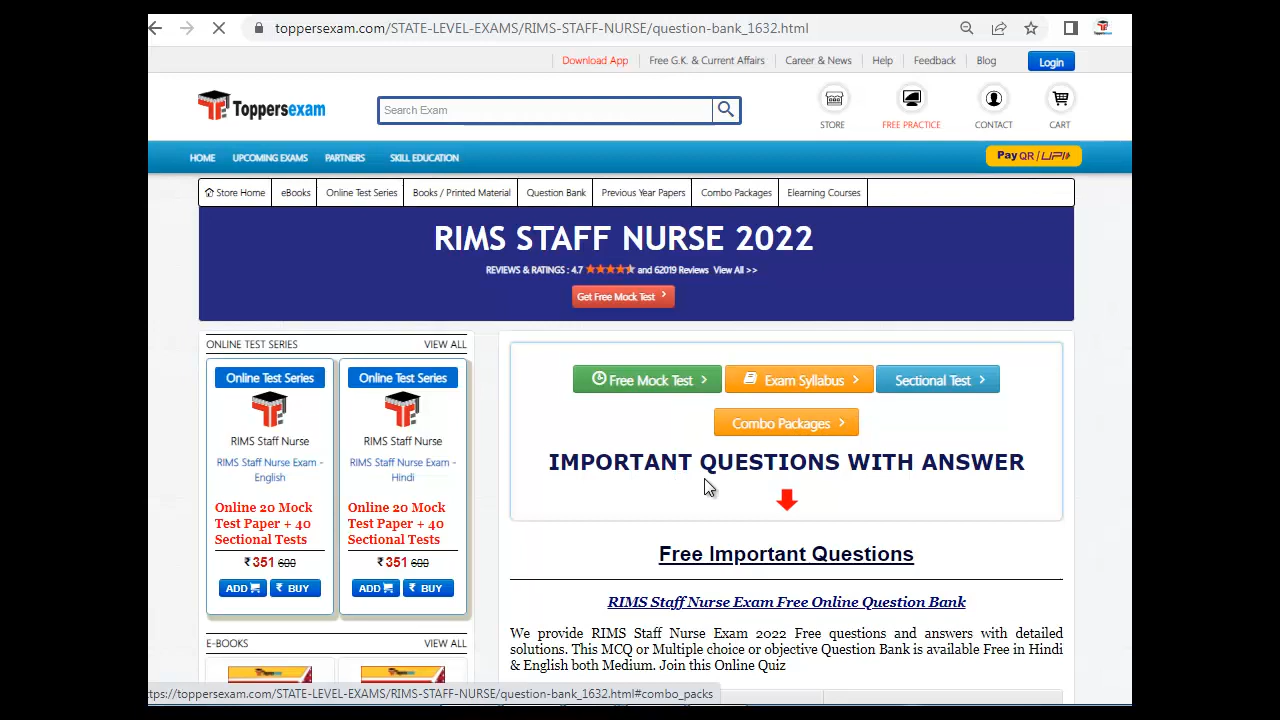 toppersexam.com/STATE-LEVEL-EXAMS/RIMS-STAFF-NURSE/question-bank_1632.html
Download App
Free G.K. & Current Affairs
Career & News
Help
Feedback
Blog
Login
Toppersexam
Search Exam
STORE
FREE PRACTICE
CONTACT
CART
HOME
UPCOMING EXAMS
PARTNERS
SKILL EDUCATION
Pay QR / UPI
Store Home
eBooks
Online Test Series
Books / Printed Material
Question Bank
Previous Year Papers
Combo Packages
Elearning Courses
RIMS STAFF NURSE 2022
REVIEWS & RATINGS : 4.7 ★★★★★ and 62019 Reviews View All >>
Get Free Mock Test >
ONLINE TEST SERIES
VIEW ALL
Online Test Series
RIMS Staff Nurse
RIMS Staff Nurse Exam -
English
Online 20 Mock
Test Paper + 40
Sectional Tests
₹ 351 600
ADD
₹ BUY
Online Test Series
RIMS Staff Nurse
RIMS Staff Nurse Exam -
Hindi
Online 20 Mock
Test Paper + 40
Sectional Tests
₹ 351 600
ADD
₹ BUY
E-BOOKS
VIEW ALL
Free Mock Test >
Exam Syllabus >
Sectional Test >
Combo Packages >
IMPORTANT QUESTIONS WITH ANSWER
Free Important Questions
RIMS Staff Nurse Exam Free Online Question Bank
We provide RIMS Staff Nurse Exam 2022 Free questions and answers with detailed
solutions. This MCQ or Multiple choice or objective Question Bank is available Free in Hindi
& English both Medium. Join this Online Quiz
ttps://toppersexam.com/STATE-LEVEL-EXAMS/RIMS-STAFF-NURSE/question-bank_1632.html#combo_packs